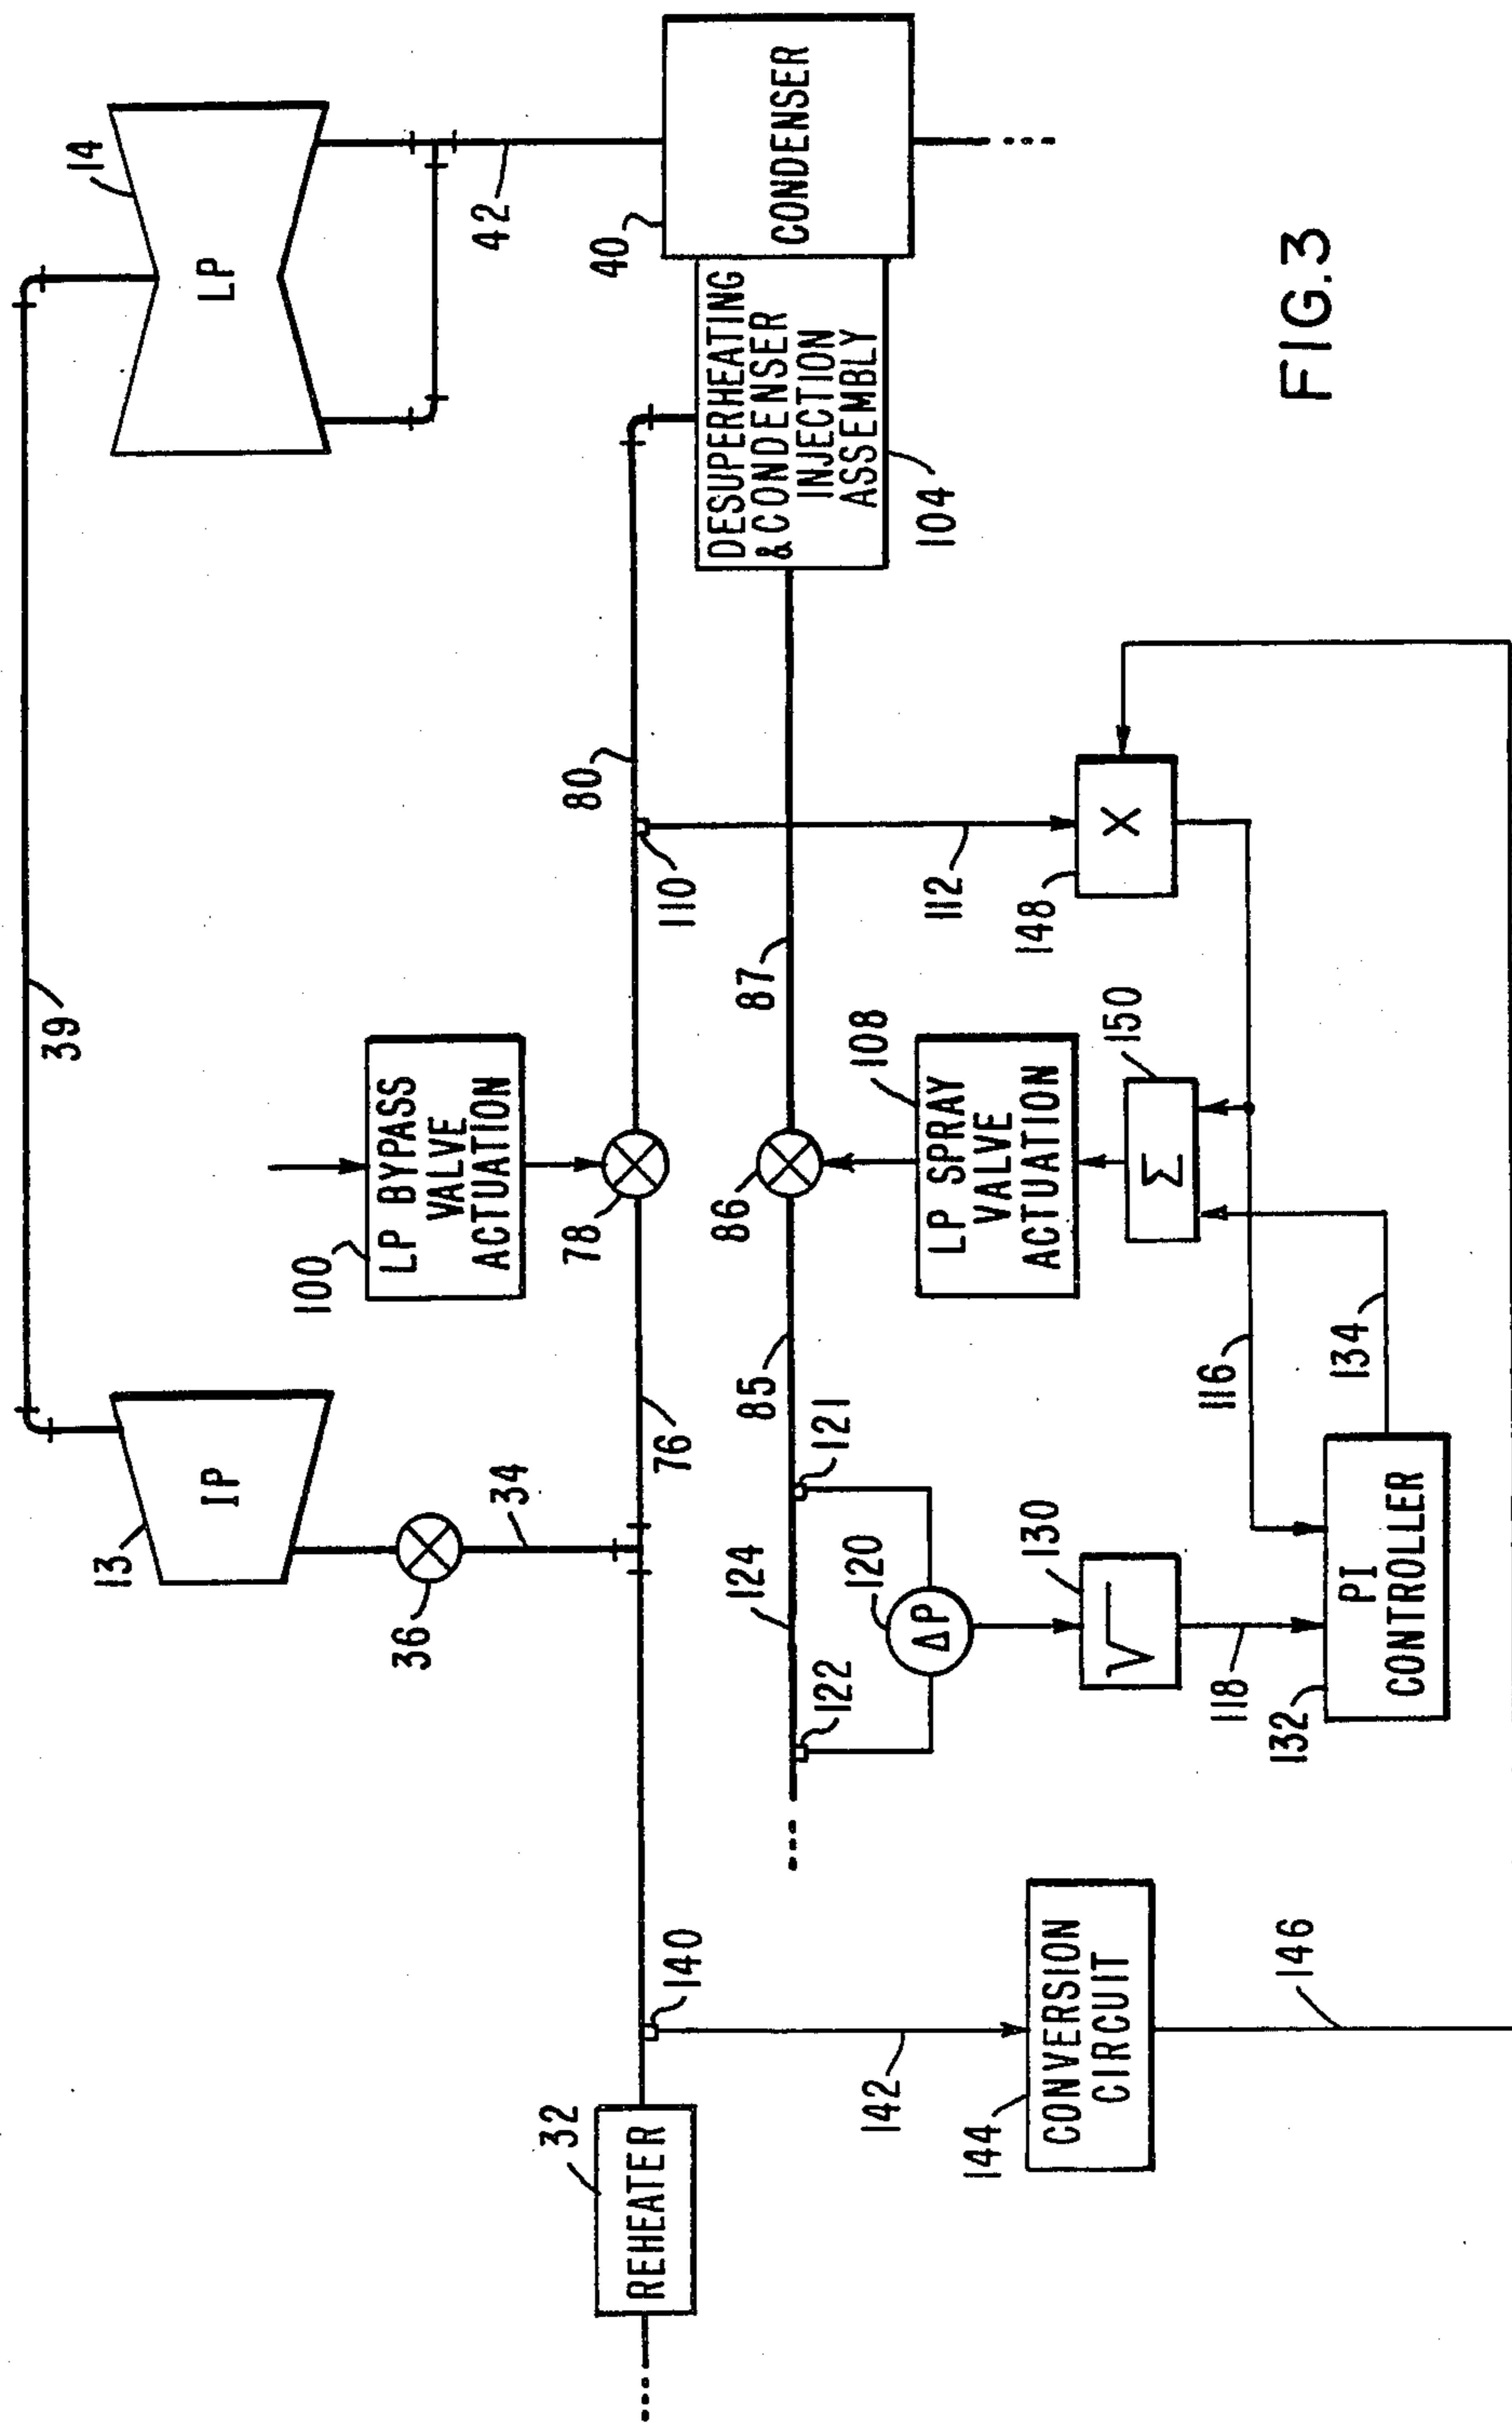 13
IP
36
34
39
14
LP
42
40
CONDENSER
32
REHEATER
140
76
100
LP BYPASS
VALVE
ACTUATION
78
80
110
DESUPERHEATING
& CONDENSER
INJECTION
ASSEMBLY
104
122
124
121
85
86
87
120
ΔP
108
LP SPRAY
VALVE
ACTUATION
112
142
144
CONVERSION
CIRCUIT
130
√
118
150
Σ
148
X
116
132
PI
CONTROLLER
134
146
FIG.3